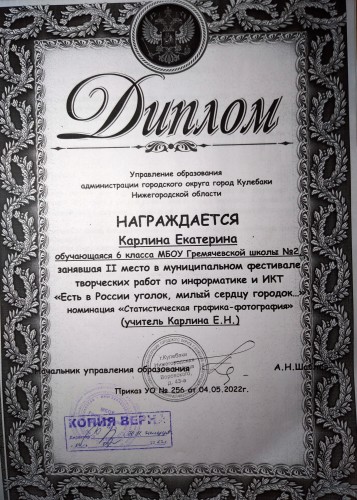 Диплом
Управление образования
администрации городского округа город Кулебаки
Нижегородской области
НАГРАЖДАЕТСЯ
Карлина Екатерина
обучающаяся 6 класса МБОУ Гремячевской школы №2
занявшая II место в муниципальном фестивале
творческих работ по информатике и ИКТ
«Есть в России уголок, милый сердцу городок...
номинация «Статистическая графика-фотография»
(учитель Карлина Е.Н.)
г.Кулебаки
Начальник управления образования А.Н.
Приказ УО № 256 от 04.05.2022г.
КОПИЯ ВЕРНА